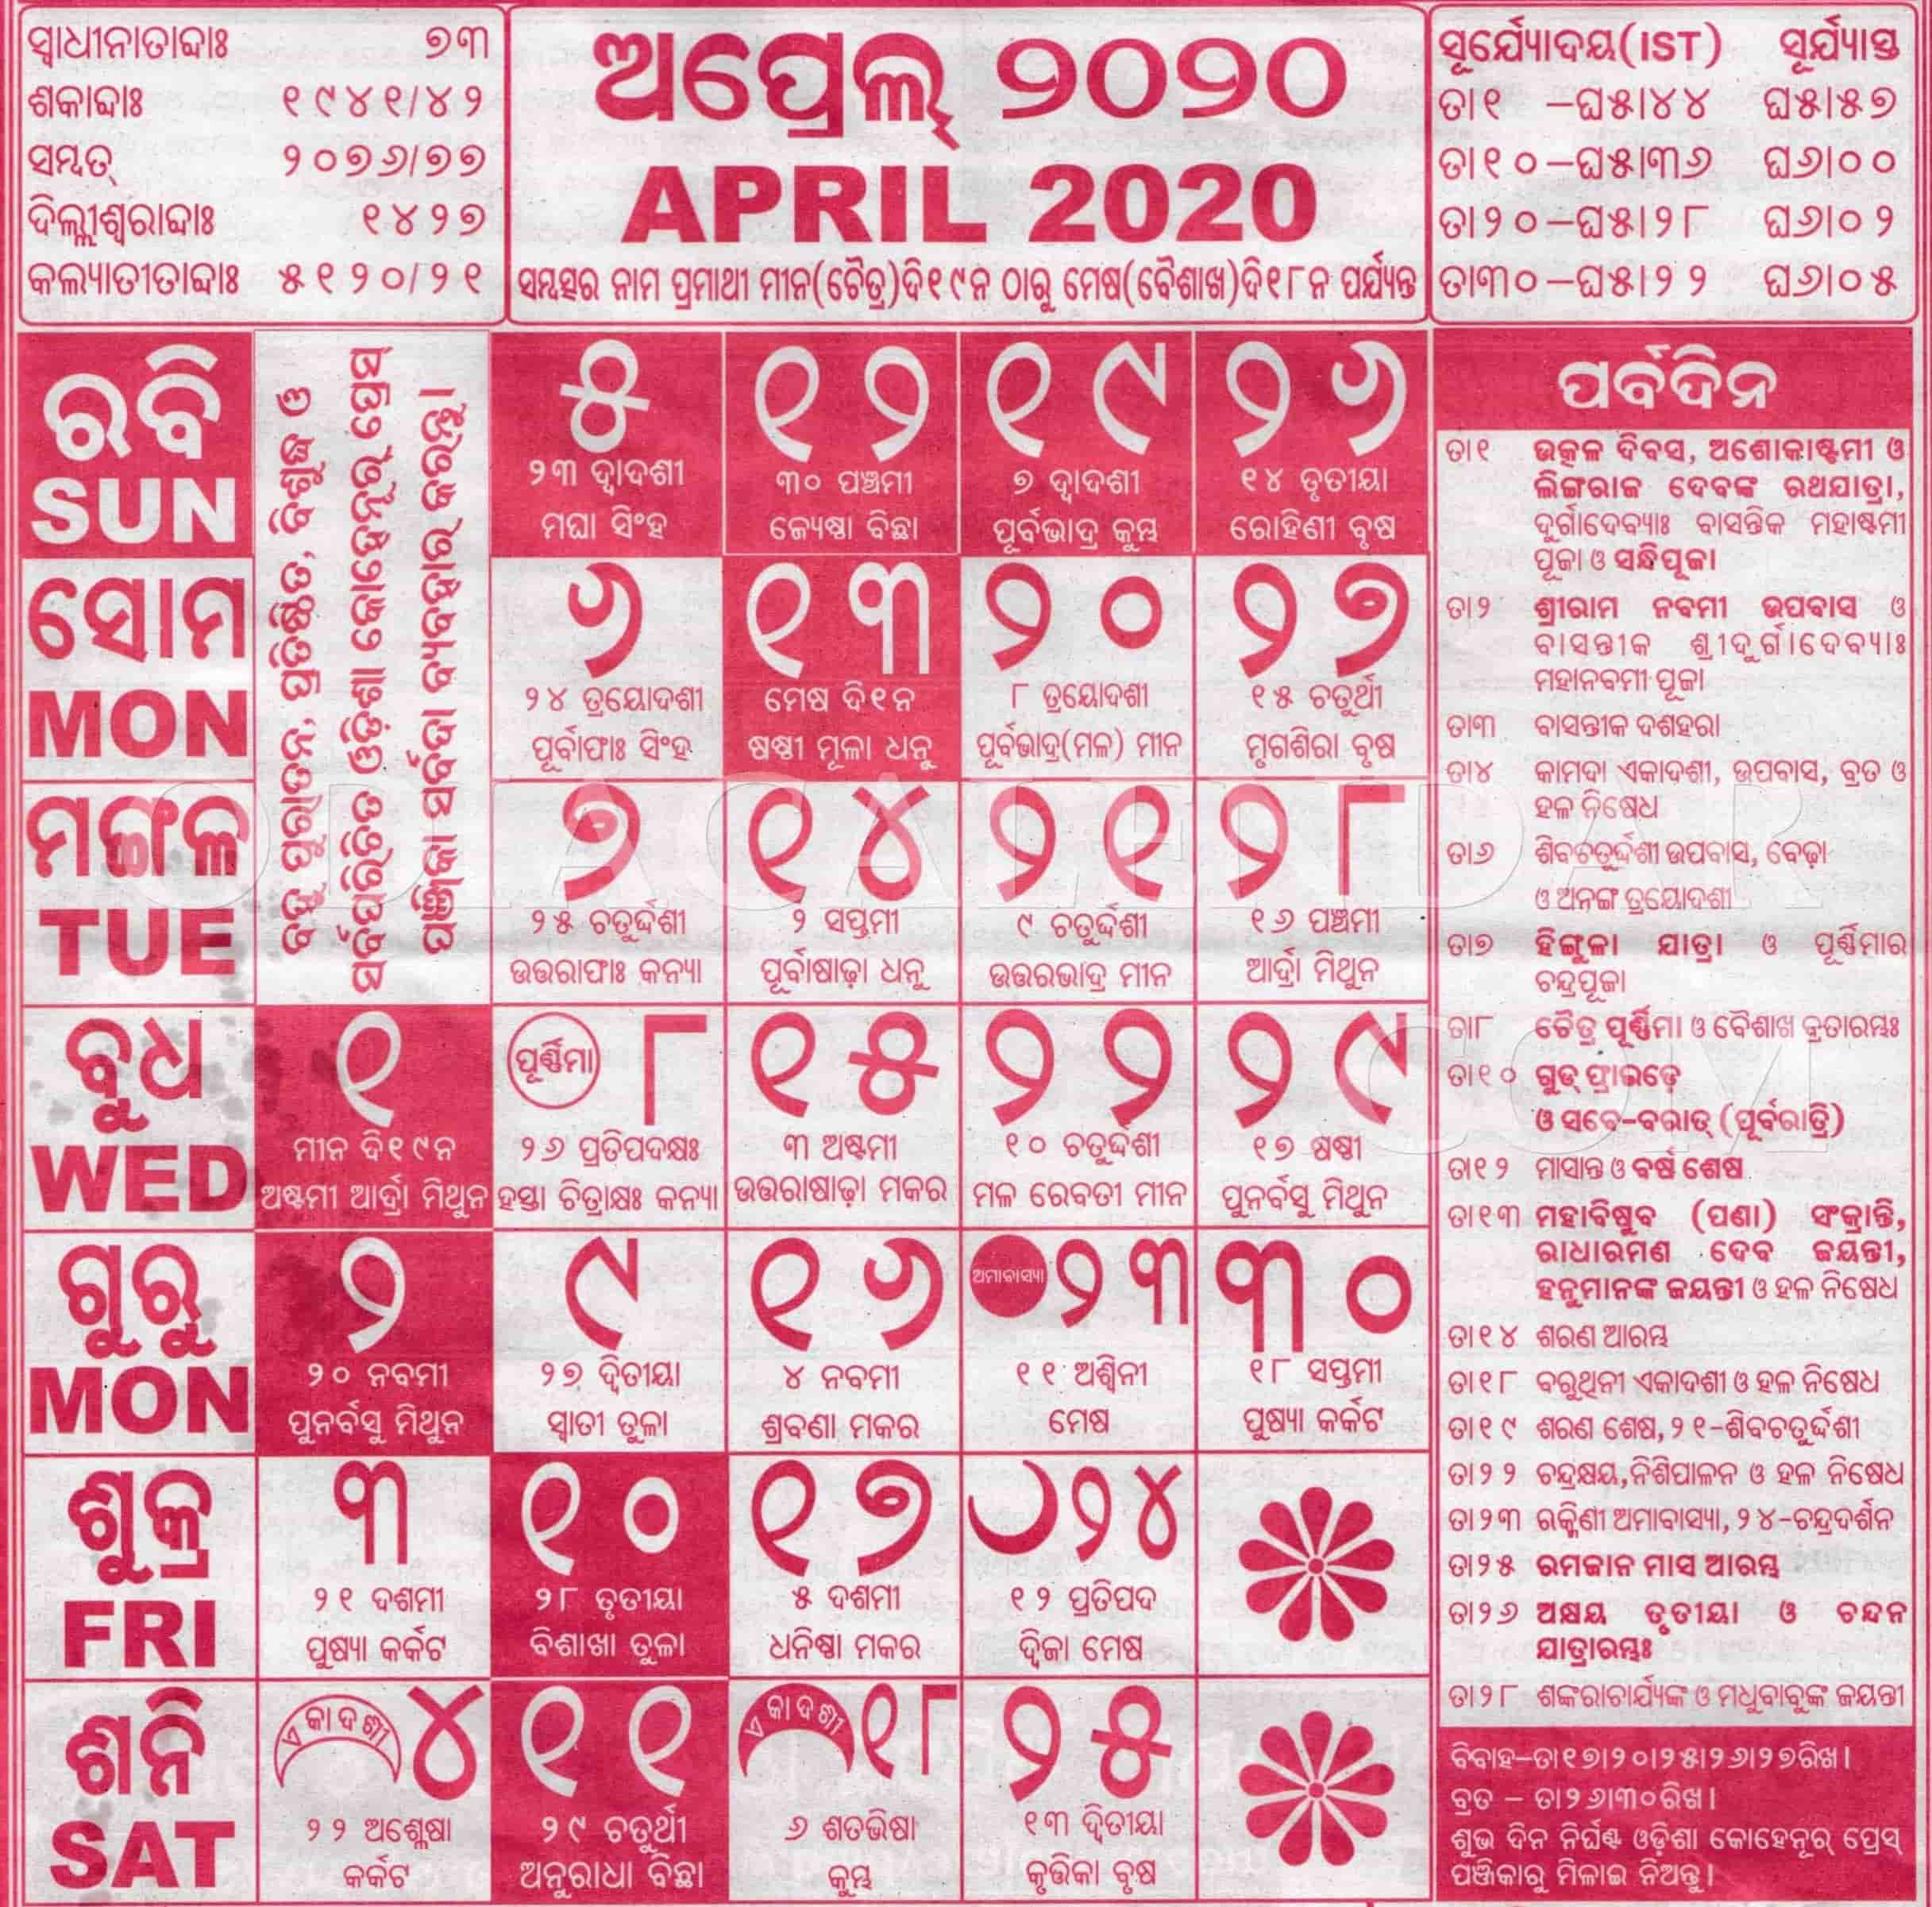 ସ୍ୱାଧୀନାତାବ୍ଦାଃ ୭୩
ଶକାବ୍ଦାଃ ୧୯୪୧/୪୨
ସମ୍ବତ୍ ୨୦୭୬/୭୭
ଦିଲ୍ଲୀଶ୍ୱରାବ୍ଦାଃ ୧୪୨୭
କଲ୍ୟାତୀତାବ୍ଦାଃ ୫୧୨୦/୨୧
ଅପ୍ରେଲ୍ ୨୦୨୦
APRIL 2020
ସମ୍ବତ୍ସର ନାମ ପ୍ରମାଥୀ ମୀନ(ଚୈତ୍ର)ଦି୧୯ନ ଠାରୁ ମେଷ(ବୈଶାଖ)ଦି୧୮ନ ପର୍ଯ୍ୟନ୍ତ
ସୂର୍ଯ୍ୟୋଦୟ(IST) ସୂର୍ଯ୍ୟାସ୍ତ
ତା୧ –ଘ୫।୪୪ ଘ୫।୫୭
ତା୧୦–ଘ୫।୩୬ ଘ୬।୦୦
ତା୨୦–ଘ୫।୨୮ ଘ୬।୦୨
ତା୩୦–ଘ୫।୨୨ ଘ୬।୦୫
ବହୁ ପୁରାତନ, ପ୍ରତିଷ୍ଠିତ, ବିଶୁଦ୍ଧ ଓ
ସର୍ବପରିଚିତ ଓଡ଼ିଶା କୋହେନୂର୍ ପ୍ରେସ୍
ପଞ୍ଜିକା ସର୍ବଦା ବ୍ୟବହାର କରନ୍ତୁ।
ରବି
SUN
୫ ୧୨ ୧୯ ୨୬
୨୩ ଦ୍ୱାଦଶୀ ୩୦ ପଞ୍ଚମୀ ୭ ଦ୍ୱାଦଶୀ ୧୪ ତୃତୀୟା
ମଘା ସିଂହ ଜ୍ୟେଷ୍ଠା ବିଛା ପୂର୍ବଭାଦ୍ର କୁମ୍ଭ ରୋହିଣୀ ବୃଷ
ସୋମ
MON
୬ ୧୩ ୨୦ ୨୭
୨୪ ତ୍ରୟୋଦଶୀ ମେଷ ଦି୧ନ ୮ ତ୍ରୟୋଦଶୀ ୧୫ ଚତୁର୍ଥୀ
ପୂର୍ବାଫାଃ ସିଂହ ଷଷ୍ଠୀ ମୂଳା ଧନୁ ପୂର୍ବଭାଦ୍ର(ମଳ) ମୀନ ମୃଗଶିରା ବୃଷ
ମଙ୍ଗଳ
TUE
୭ ୧୪ ୨୧ ୨୮
୨୫ ଚତୁର୍ଦ୍ଦଶୀ ୨ ସପ୍ତମୀ ୯ ଚତୁର୍ଦ୍ଦଶୀ ୧୬ ପଞ୍ଚମୀ
ଉତ୍ତରାଫାଃ କନ୍ୟା ପୂର୍ବାଷାଢ଼ା ଧନୁ ଉତ୍ତରଭାଦ୍ର ମୀନ ଆର୍ଦ୍ରା ମିଥୁନ
ବୁଧ
WED
୧ ପୂର୍ଣ୍ଣିମା ୮ ୧୫ ୨୨ ୨୯
ମୀନ ଦି୧୯ନ ୨୬ ପ୍ରତିପଦକ୍ଷଃ ୩ ଅଷ୍ଟମୀ ୧୦ ଚତୁର୍ଦ୍ଦଶୀ ୧୭ ଷଷ୍ଠୀ
ଅଷ୍ଟମୀ ଆର୍ଦ୍ରା ମିଥୁନ ହସ୍ତା ଚିତ୍ରାକ୍ଷଃ କନ୍ୟା ଉତ୍ତରାଷାଢ଼ା ମକର ମଳ ରେବତୀ ମୀନ ପୁନର୍ବସୁ ମିଥୁନ
ଗୁରୁ
MON
୨ ୯ ୧୬ ଅମାବାସ୍ୟା ୨୩ ୩୦
୨୦ ନବମୀ ୨୭ ଦ୍ୱିତୀୟା ୪ ନବମୀ ୧୧ ଅଶ୍ୱିନୀ ୧୮ ସପ୍ତମୀ
ପୁନର୍ବସୁ ମିଥୁନ ସ୍ୱାତୀ ତୁଳା ଶ୍ରବଣା ମକର ମେଷ ପୁଷ୍ୟା କର୍କଟ
ଶୁକ୍ର
FRI
୩ ୧୦ ୧୭ ୨୪
୨୧ ଦଶମୀ ୨୮ ତୃତୀୟା ୫ ଦଶମୀ ୧୨ ପ୍ରତିପଦ
ପୁଷ୍ୟା କର୍କଟ ବିଶାଖା ତୁଳା ଧନିଷ୍ଠା ମକର ଦ୍ୱିଜା ମେଷ
ଶନି
SAT
ଏକାଦଶୀ ୪ ୧୧ ଏକାଦଶୀ ୧୮ ୨୫
୨୨ ଅଶ୍ଳେଷା ୨୯ ଚତୁର୍ଥୀ ୬ ଶତଭିଷା ୧୩ ଦ୍ୱିତୀୟା
କର୍କଟ ଅନୁରାଧା ବିଛା କୁମ୍ଭ କୃତ୍ତିକା ବୃଷ
ପର୍ବଦିନ
ତା୧ ଉତ୍କଳ ଦିବସ, ଅଶୋକାଷ୍ଟମୀ ଓ
ଲିଙ୍ଗରାଜ ଦେବଙ୍କ ରଥଯାତ୍ରା,
ଦୁର୍ଗାଦେବ୍ୟାଃ ବାସନ୍ତିକ ମହାଷ୍ଟମୀ
ପୂଜା ଓ ସନ୍ଧିପୂଜା
ତା୨ ଶ୍ରୀରାମ ନବମୀ ଉପବାସ ଓ
ବାସନ୍ତୀକ ଶ୍ରୀଦୁର୍ଗାଦେବ୍ୟାଃ
ମହାନବମୀ ପୂଜା
ତା୩ ବାସନ୍ତୀକ ଦଶହରା
ତା୪ କାମଦା ଏକାଦଶୀ, ଉପବାସ, ବ୍ରତ ଓ
ହଳ ନିଷେଧ
ତା୬ ଶିବଚତୁର୍ଦ୍ଦଶୀ ଉପବାସ, ବେଢ଼ା
ଓ ଅନଙ୍ଗ ତ୍ରୟୋଦଶୀ
ତା୭ ହିଙ୍ଗୁଳା ଯାତ୍ରା ଓ ପୂର୍ଣ୍ଣିମାର
ଚନ୍ଦ୍ରପୂଜା
ତା୮ ଚୈତ୍ର ପୂର୍ଣ୍ଣିମା ଓ ବୈଶାଖ ବ୍ରତାରମ୍ଭଃ
ତା୧୦ ଗୁଡ୍ ଫ୍ରାଇଡ଼େ
ଓ ସବେ-ବରାତ୍ (ପୂର୍ବରାତ୍ରି)
ତା୧୨ ମାସାନ୍ତ ଓ ବର୍ଷ ଶେଷ
ତା୧୩ ମହାବିଷୁବ (ପଣା) ସଂକ୍ରାନ୍ତି,
ରାଧାରମଣ ଦେବ ଜୟନ୍ତୀ,
ହନୁମାନଙ୍କ ଜୟନ୍ତୀ ଓ ହଳ ନିଷେଧ
ତା୧୪ ଶରଣ ଆରମ୍ଭ
ତା୧୮ ବରୁଥିନୀ ଏକାଦଶୀ ଓ ହଳ ନିଷେଧ
ତା୧୯ ଶରଣ ଶେଷ, ୨୧-ଶିବଚତୁର୍ଦ୍ଦଶୀ
ତା୨୨ ଚନ୍ଦ୍ରକ୍ଷୟ,ନିଶିପାଳନ ଓ ହଳ ନିଷେଧ
ତା୨୩ ଋକ୍ମିଣୀ ଅମାବାସ୍ୟା, ୨୪-ଚନ୍ଦ୍ରଦର୍ଶନ
ତା୨୫ ରମଜାନ ମାସ ଆରମ୍ଭ
ତା୨୬ ଅକ୍ଷୟ ତୃତୀୟା ଓ ଚନ୍ଦନ
ଯାତ୍ରାରମ୍ଭଃ
ତା୨୮ ଶଙ୍କରାଚାର୍ଯ୍ୟଙ୍କ ଓ ମଧୁବାବୁଙ୍କ ଜୟନ୍ତୀ
ବିବାହ–ତା୧୭।୨୦।୨୫।୨୬।୨୭ରିଖ।
ବ୍ରତ – ତା୨୬।୩୦ରିଖ।
ଶୁଭ ଦିନ ନିର୍ଘଣ୍ଟ ଓଡ଼ିଶା କୋହେନୂର୍ ପ୍ରେସ୍
ପଞ୍ଜିକାରୁ ମିଳାଇ ନିଅନ୍ତୁ।
ODIACALENDAR
.COM